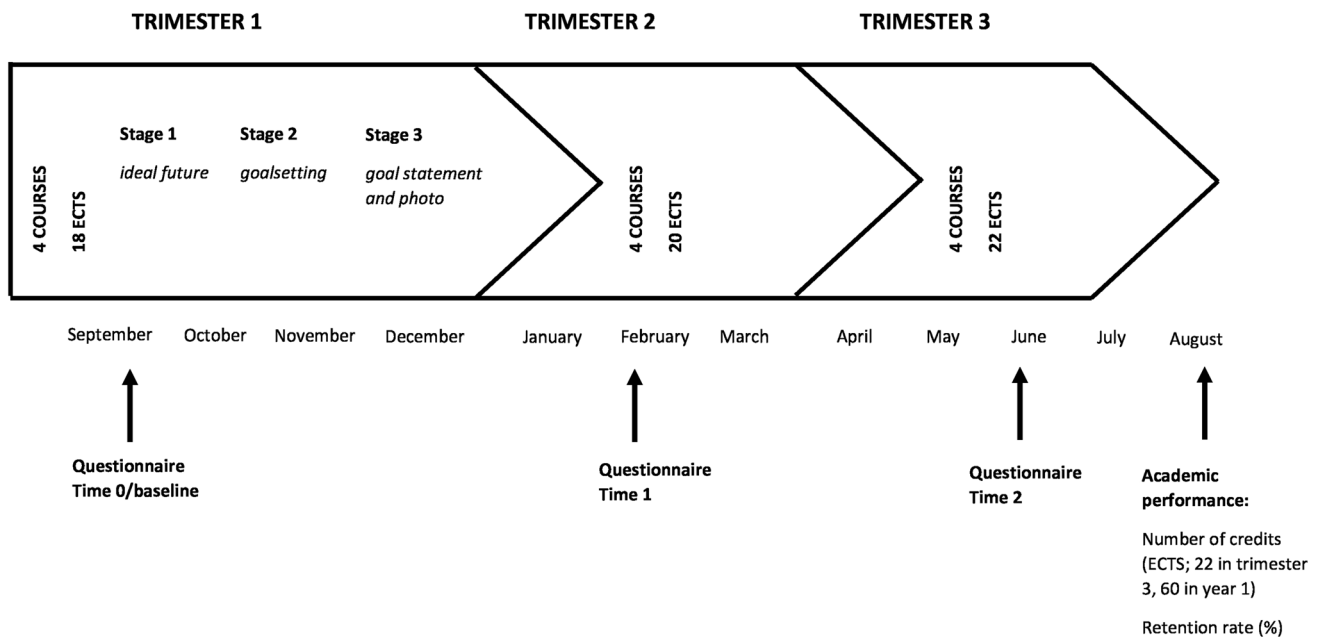 TRIMESTER 1
TRIMESTER 2
TRIMESTER 3
4 COURSES
18 ECTS
Stage 1
ideal future
Stage 2
goalsetting
Stage 3
goal statement
and photo
4 COURSES
20 ECTS
4 COURSES
22 ECTS
September
October
November
December
January
February
March
April
May
June
July
August
Questionnaire
Time 0/baseline
Questionnaire
Time 1
Questionnaire
Time 2
Academic
performance:
Number of credits
(ECTS; 22 in trimester
3, 60 in year 1)
Retention rate (%)